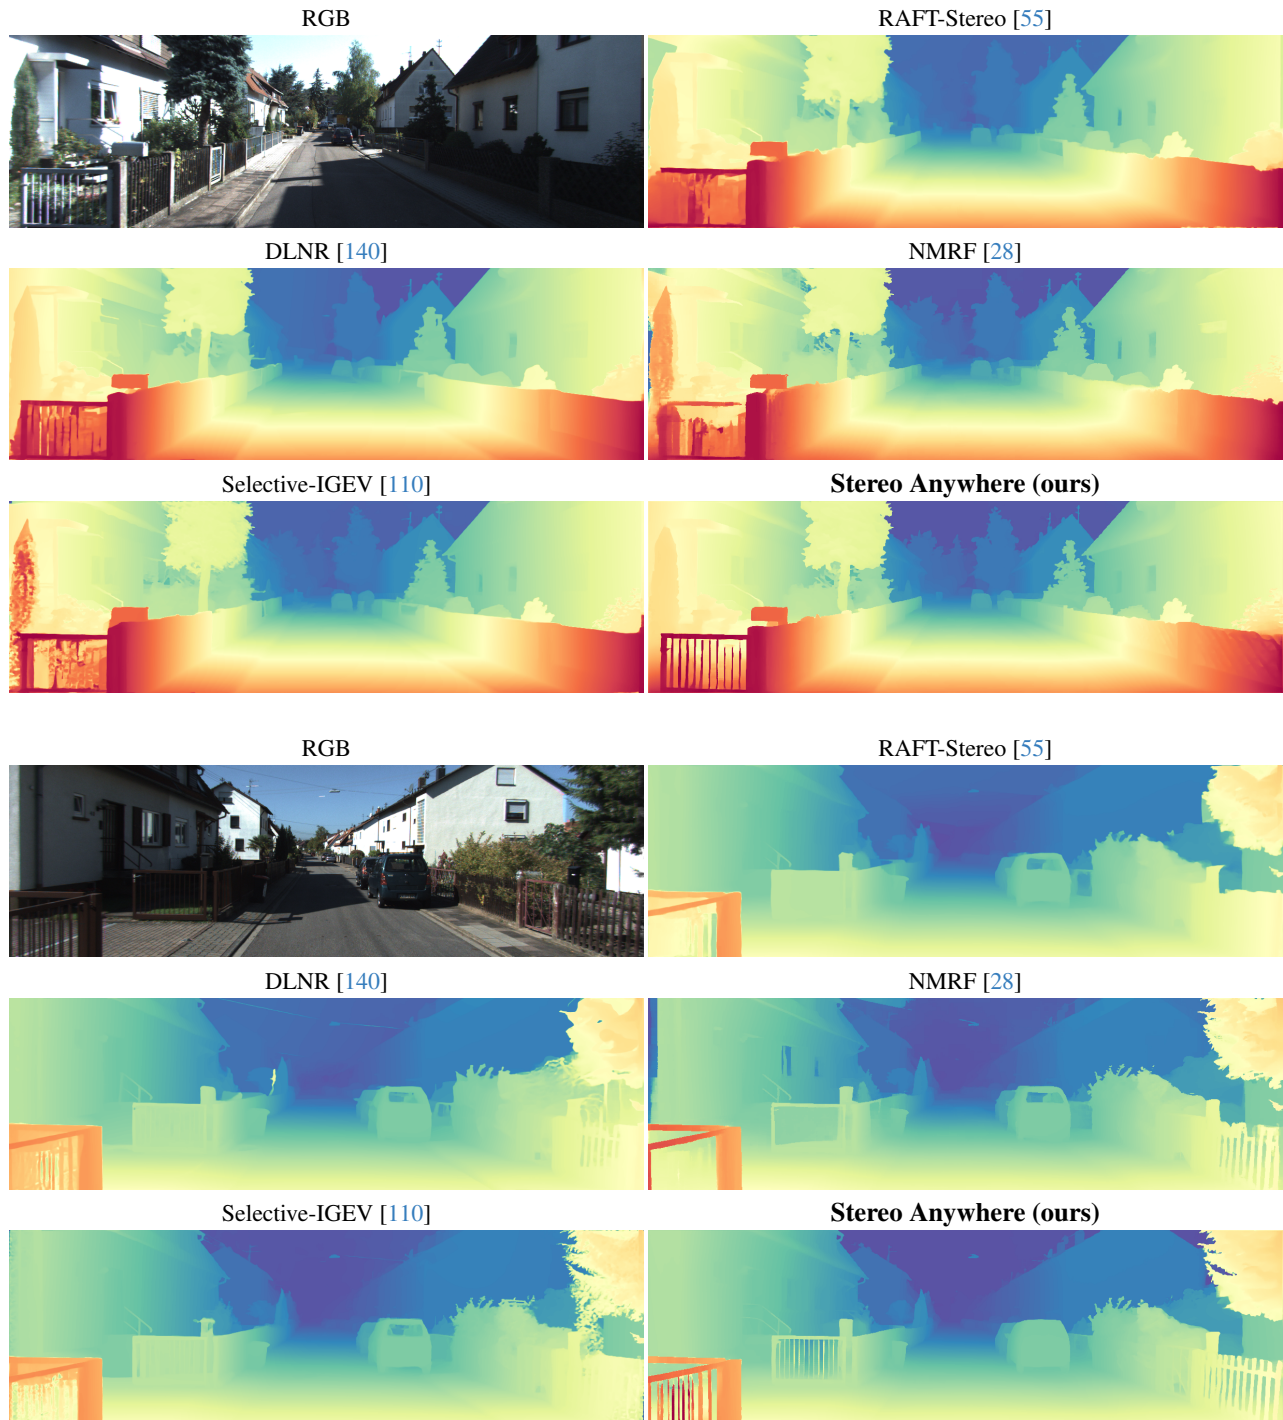 RGB
RAFT-Stereo [55]
DLNR [140]
NMRF [28]
Selective-IGEV [110]
Stereo Anywhere (ours)
RGB
RAFT-Stereo [55]
DLNR [140]
NMRF [28]
Selective-IGEV [110]
Stereo Anywhere (ours)